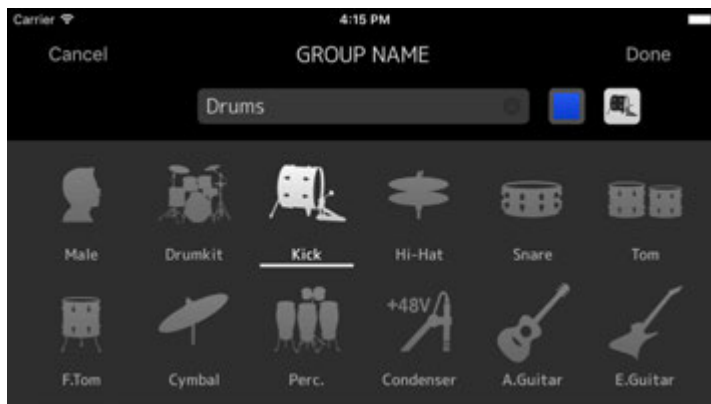 Carrier 4:15 PM
Cancel GROUP NAME Done
Drums
Male Drumkit Kick Hi-Hat Snare Tom
+48V
F.Tom Cymbal Perc. Condenser A.Guitar E.Guitar